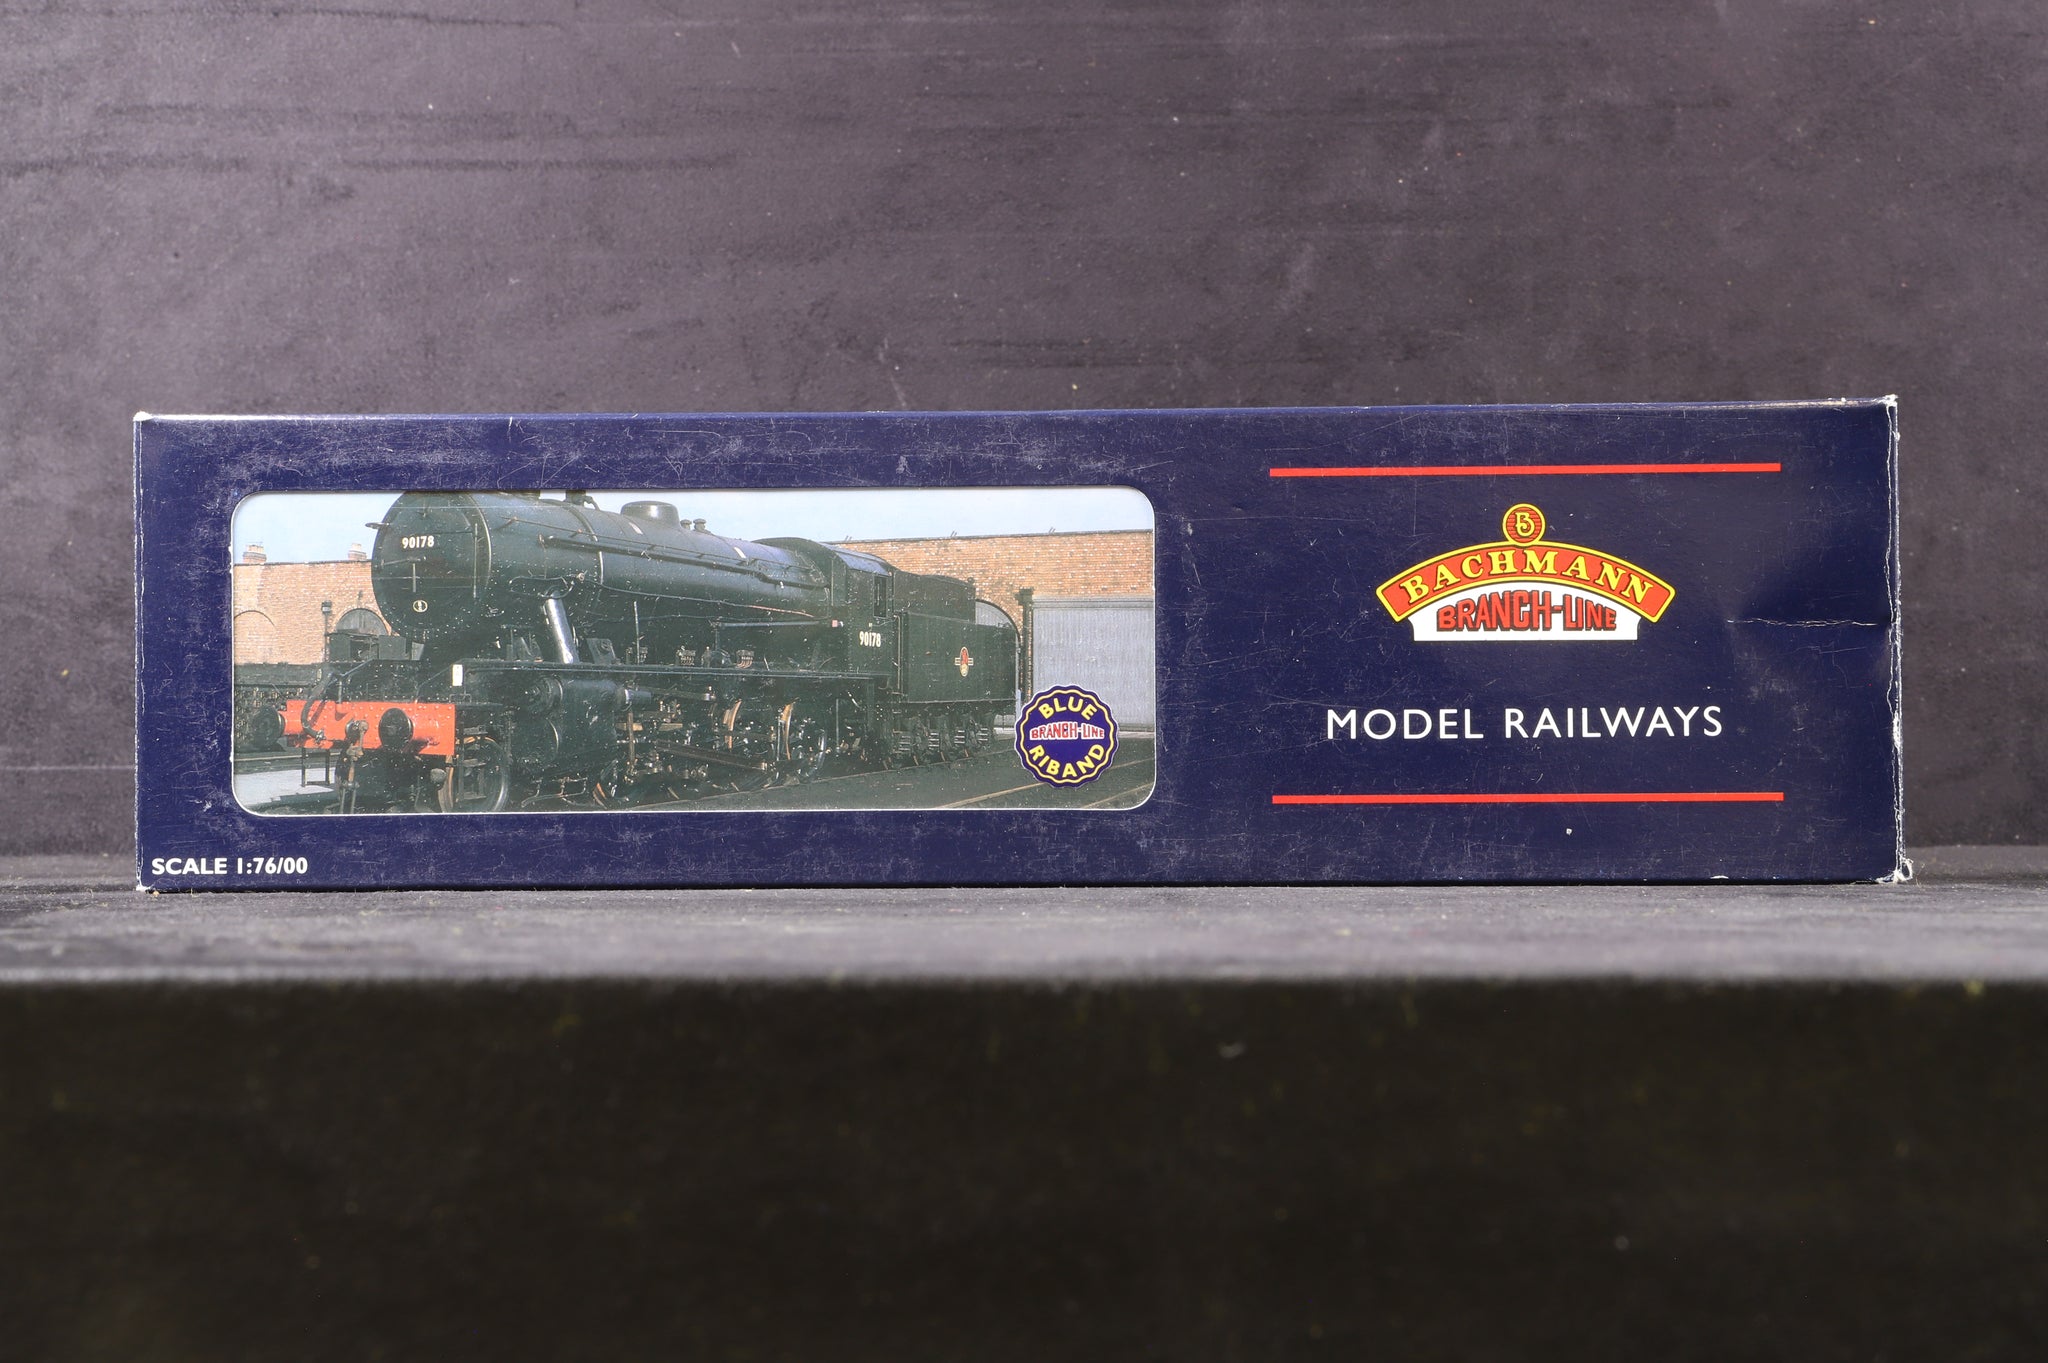 90178
90178
BLUE
BRANCH-LINE
RIBAND
SCALE 1:76/00
B
BACHMANN
BRANCH-LINE
MODEL RAILWAYS